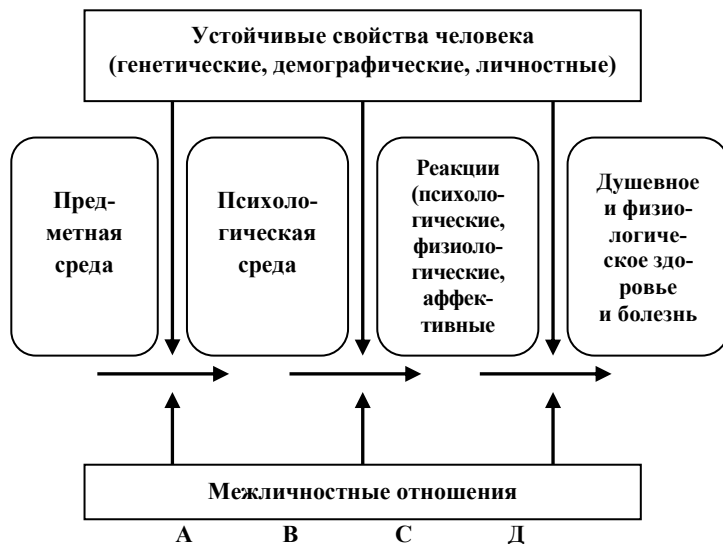 Устойчивые свойства человека
(генетические, демографические, личностные)
Пред-
метная
среда
Психоло-
гическая
среда
Реакции
(психоло-
гические,
физиоло-
гические,
аффек-
тивные
Душевное
и физио-
логиче-
ское здо-
ровье
и болезнь
Межличностные отношения
А В С Д